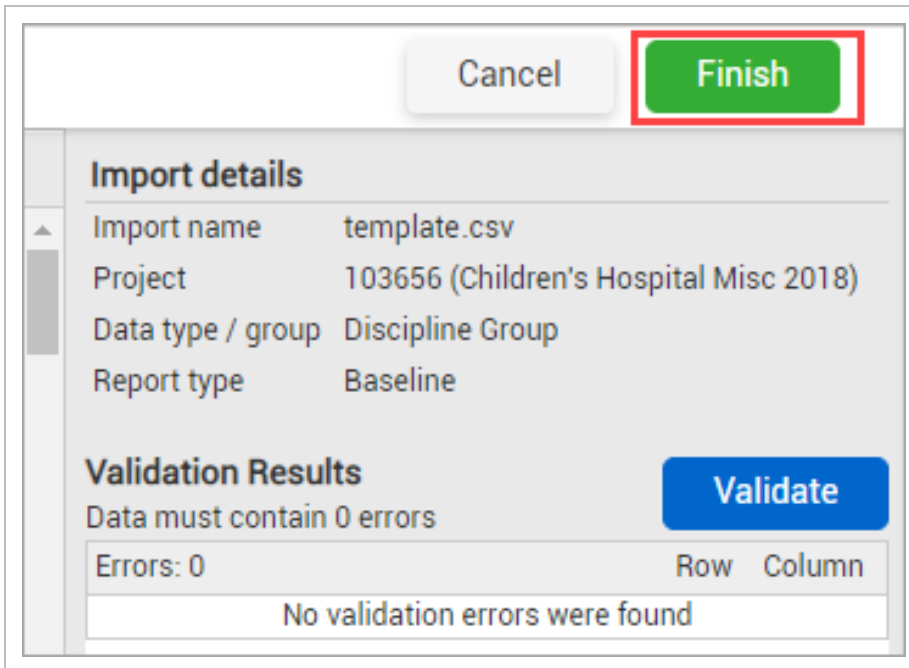 Cancel Finish
Import details
Import name template.csv
Project 103656 (Children's Hospital Misc 2018)
Data type / group Discipline Group
Report type Baseline
Validation Results
Validate
Data must contain 0 errors
Errors: 0 Row Column
No validation errors were found